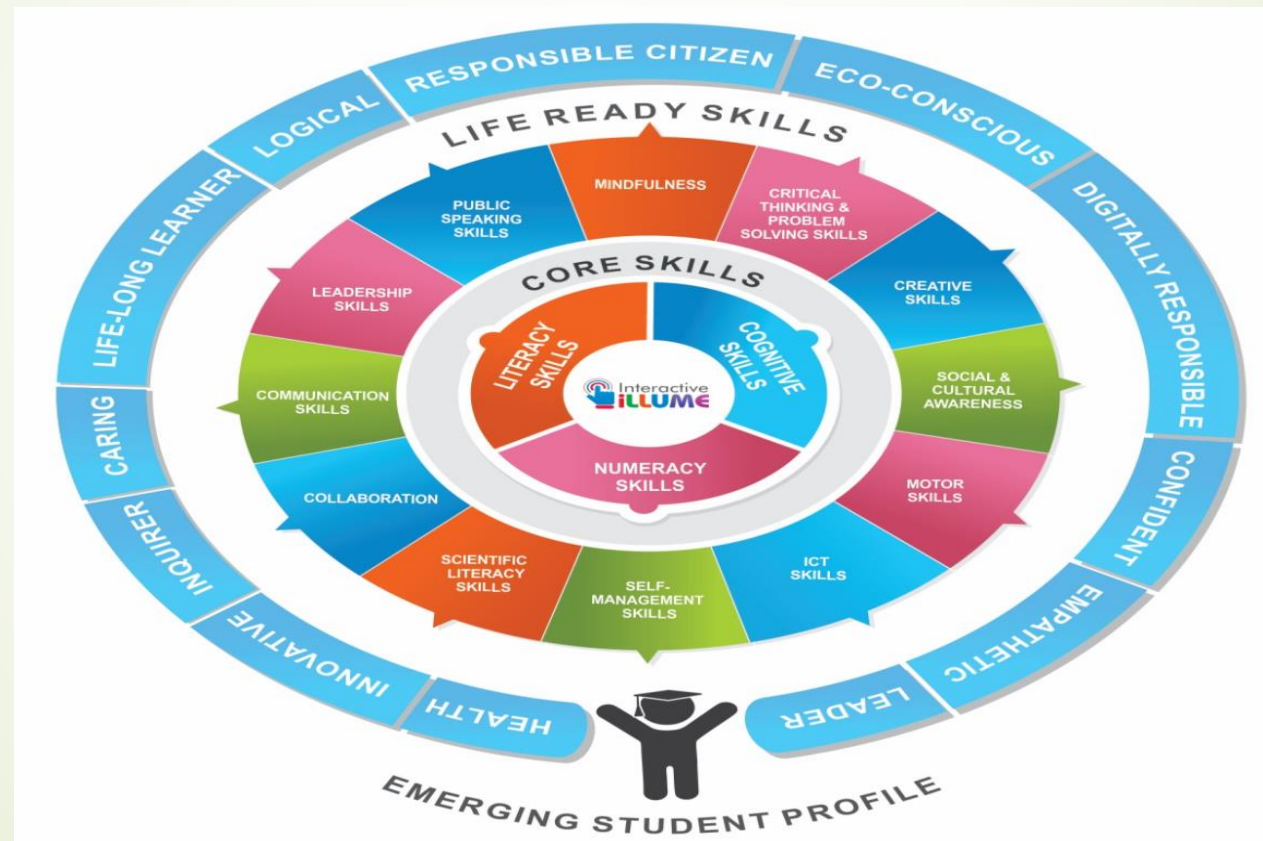 RESPONSIBLE CITIZEN
ECO-CONSCIOUS
DIGITALLY RESPONSIBLE
CONFIDENT
EMPATHETIC
LEADER
HEALTH
INNOVATIVE
INQUIRER
CARING
LIFE-LONG LEARNER
LOGICAL
LIFE READY SKILLS
MINDFULNESS
CRITICAL
THINKING &
PROBLEM
SOLVING SKILLS
CREATIVE
SKILLS
SOCIAL &
CULTURAL
AWARENESS
MOTOR
SKILLS
ICT
SKILLS
SELF-
MANAGEMENT
SKILLS
SCIENTIFIC
LITERACY
SKILLS
COLLABORATION
COMMUNICATION
SKILLS
LEADERSHIP
SKILLS
PUBLIC
SPEAKING
SKILLS
CORE SKILLS
LITERACY
SKILLS
COGNITIVE
SKILLS
NUMERACY
SKILLS
Interactive
iLLUME
EMERGING STUDENT PROFILE